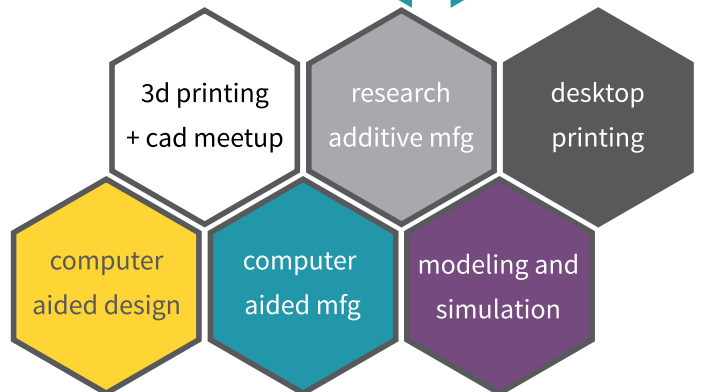 3d printing
+ cad meetup
research
additive mfg
desktop
printing
computer
aided design
computer
aided mfg
modeling and
simulation